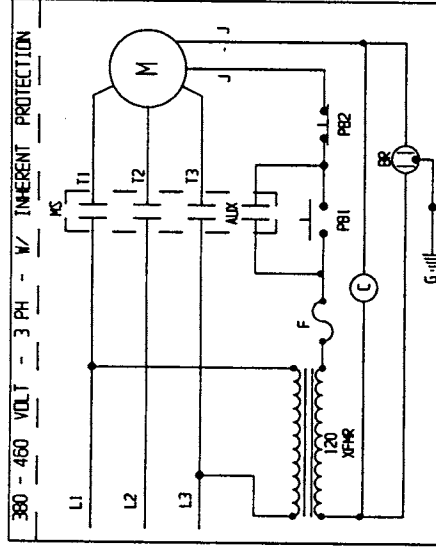 380 - 460 VOLT - 3 PH - W/ INHERENT PROTECTION
MS
L1
T1
M
L2
T2
L3
T3
J
J
AUX
PB1
PB2
F
120
XFMR
C
BR
G